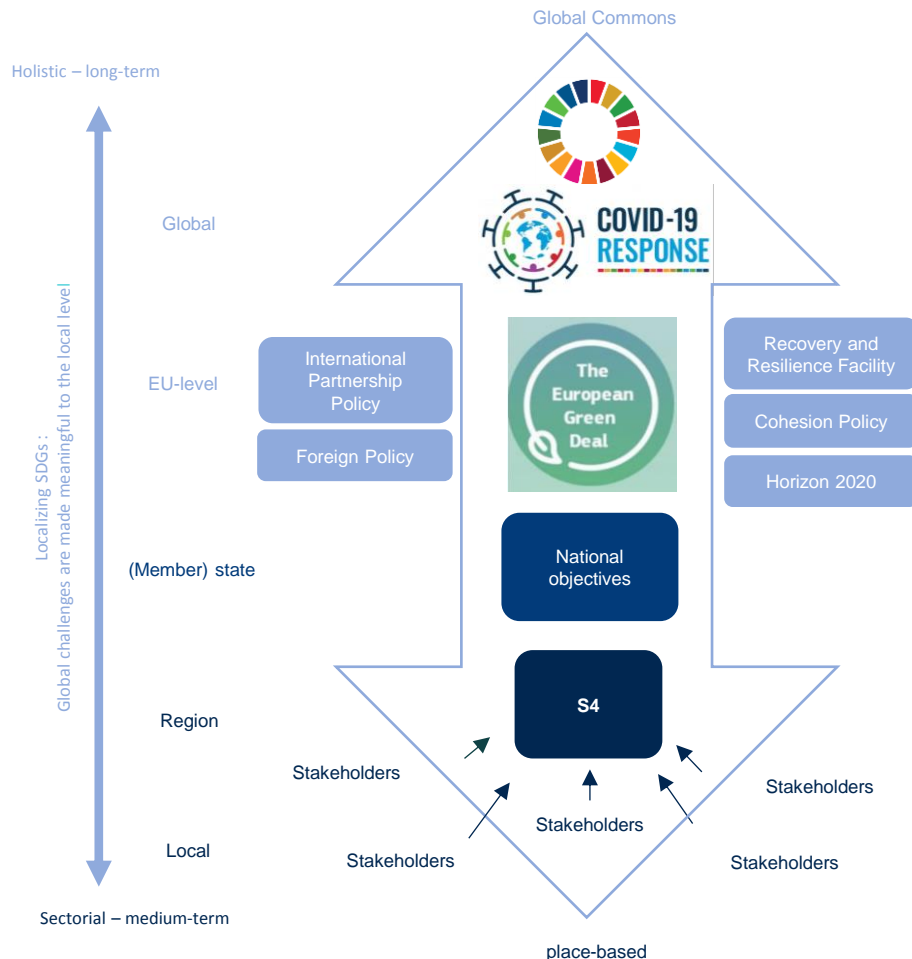 Global Commons
Holistic – long-term
Global
COVID-19
RESPONSE
Localizing SDGs :
Global challenges are made meaningful to the local level
EU-level
International
Partnership
Policy
Foreign Policy
The
European
Green
Deal
Recovery and
Resilience Facility
Cohesion Policy
Horizon 2020
(Member) state
National
objectives
Region
S4
Stakeholders
Stakeholders
Stakeholders
Local
Stakeholders
Stakeholders
Sectorial – medium-term
place-based